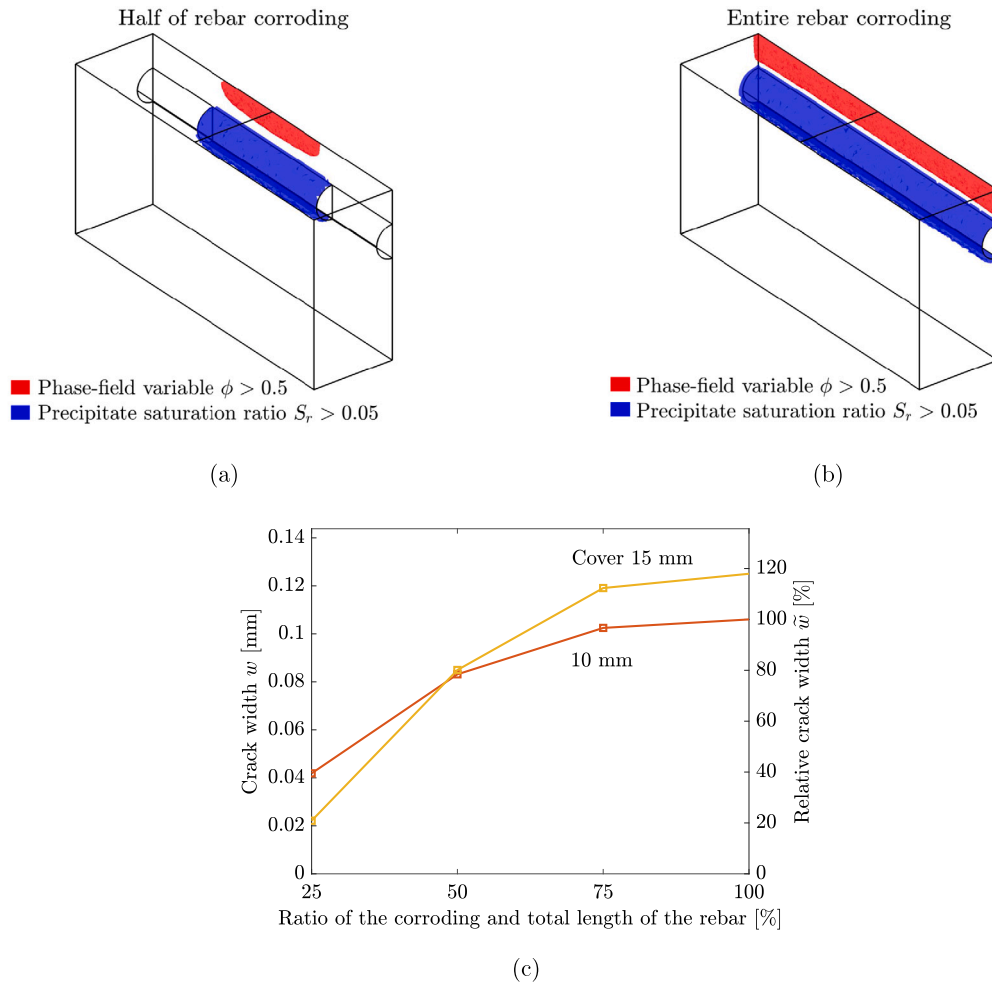 Half of rebar corroding
Entire rebar corroding
Phase-field variable ϕ > 0.5
Precipitate saturation ratio S_r > 0.05
Phase-field variable ϕ > 0.5
Precipitate saturation ratio S_r > 0.05
(a)
(b)
0.14
0.12
0.1
0.08
0.06
0.04
0.02
0
Crack width w [mm]
Cover 15 mm
10 mm
120
100
80
60
40
20
0
Relative crack width w̃ [%]
25
50
75
100
Ratio of the corroding and total length of the rebar [%]
(c)